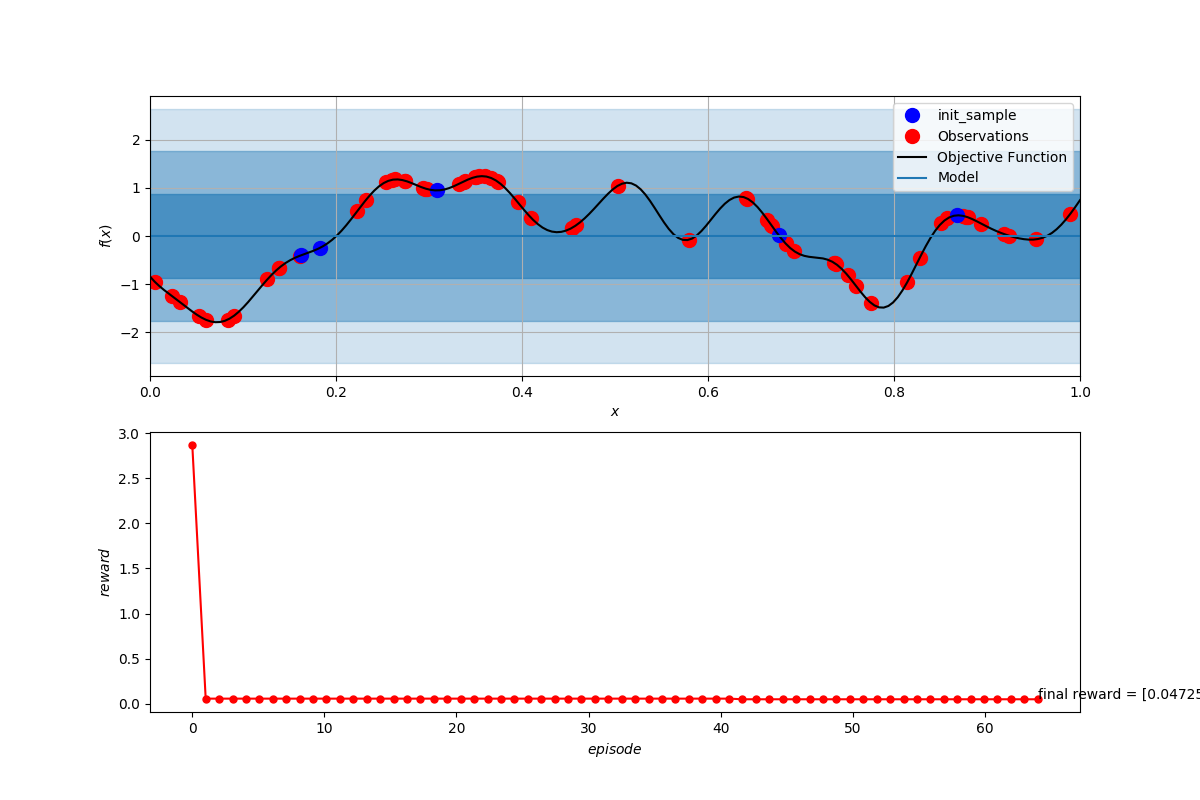 2
1
0
−1
−2
f(x)
init_sample
Observations
Objective Function
Model
0.0
0.2
0.4
0.6
0.8
1.0
x
3.0
2.5
2.0
1.5
1.0
0.5
0.0
reward
final reward = [0.04725
0
10
20
30
40
50
60
episode